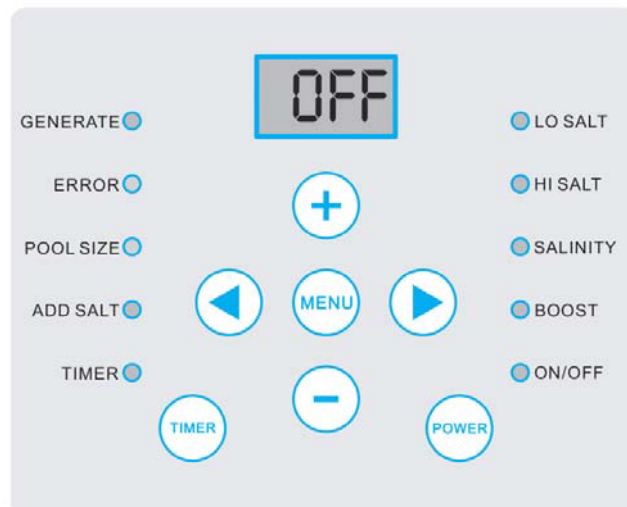 OFF
GENERATE
LO SALT
ERROR
HI SALT
POOL SIZE
SALINITY
ADD SALT
MENU
BOOST
TIMER
ON/OFF
TIMER
POWER